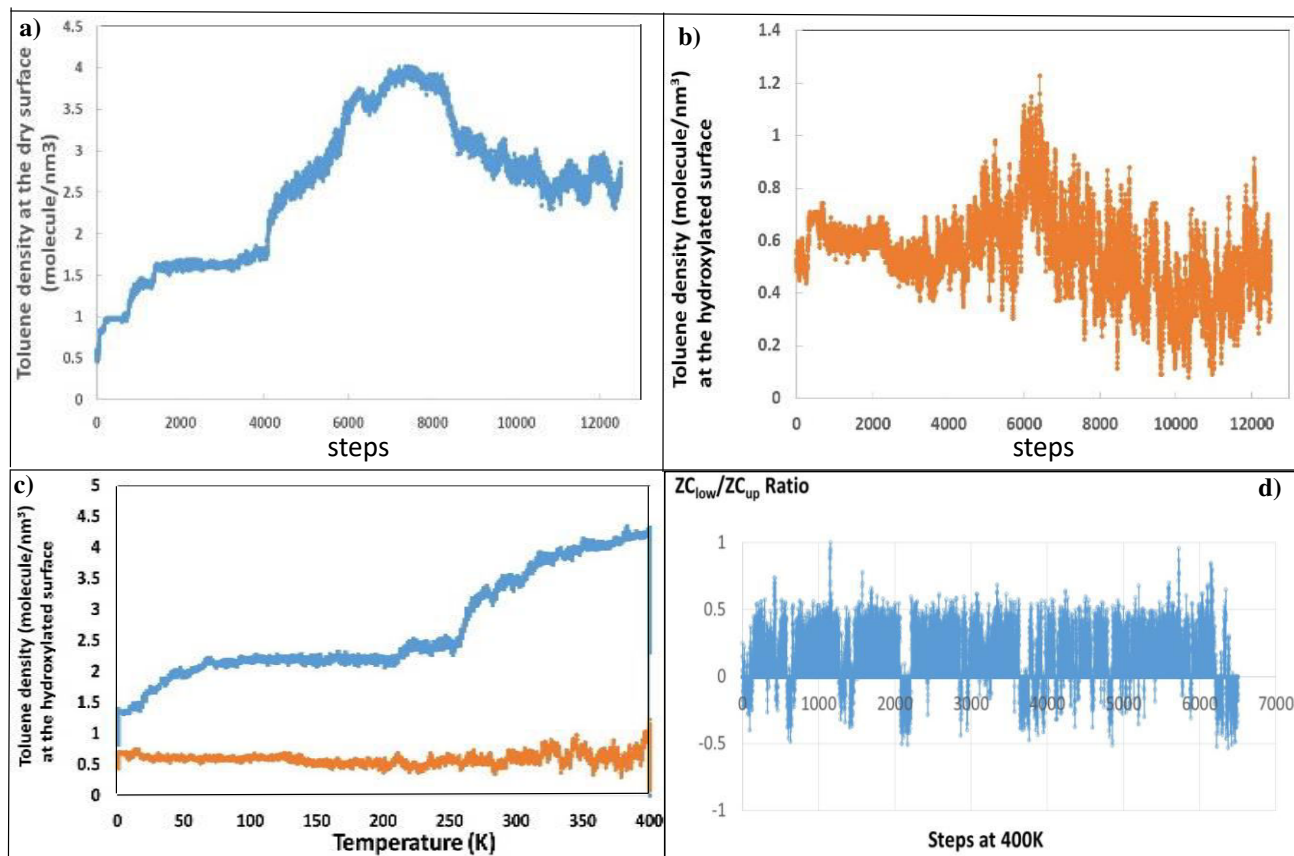 a)
Toluene density at the dry surface
(molecule/nm3)
4.5
4
3.5
3
2.5
2
1.5
1
0.5
0
0 2000 4000 6000 8000 10000 12000
steps
b)
Toluene density (molecule/nm³)
at the hydroxylated surface
1.4
1.2
1
0.8
0.6
0.4
0.2
0
0 2000 4000 6000 8000 10000 12000
steps
c)
Toluene density (molecule/nm³)
at the hydroxylated surface
5
4.5
4
3.5
3
2.5
2
1.5
1
0.5
0
0 50 100 150 200 250 300 350 400
Temperature (K)
ZClow/ZCup Ratio
d)
1
0.5
0
-0.5
-1
0 1000 2000 3000 4000 5000 6000 7000
Steps at 400K